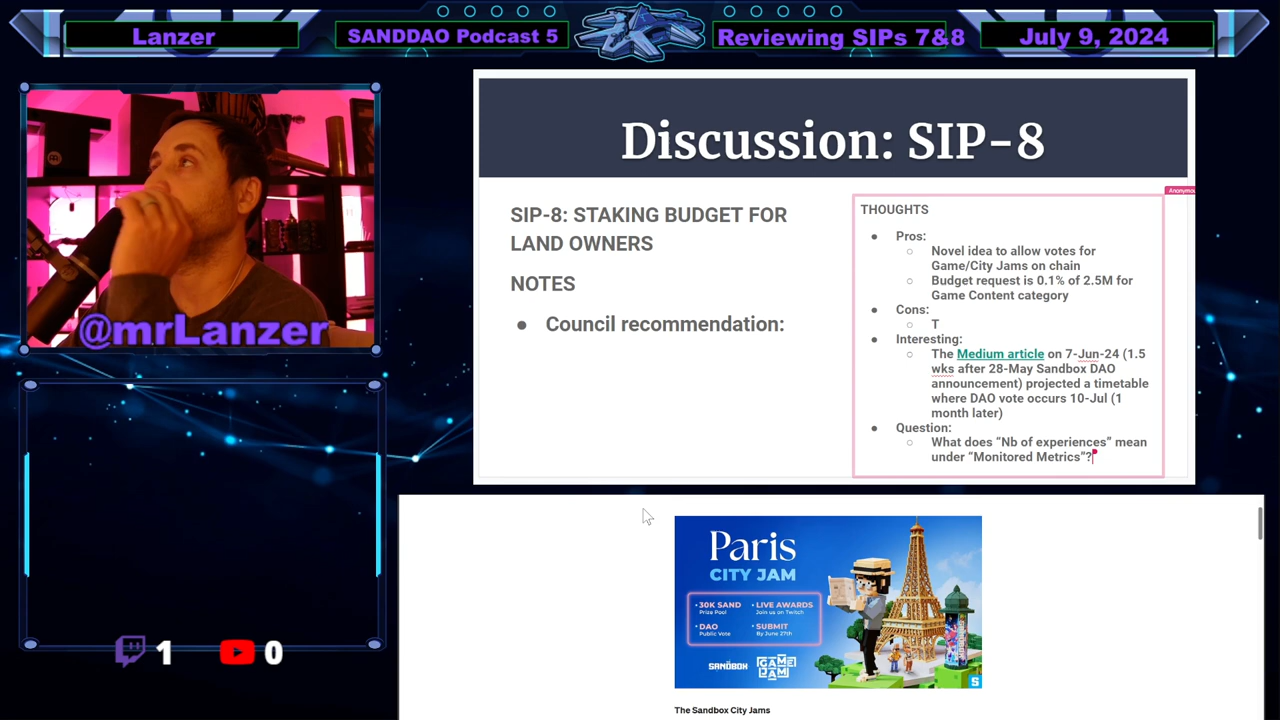 Lanzer
SANDDAO Podcast 5
Reviewing SIPs 7&8
July 9, 2024
@mrLanzer
Discussion: SIP-8
SIP-8: STAKING BUDGET FOR
LAND OWNERS
NOTES
● Council recommendation:
THOUGHTS
● Pros:
○ Novel idea to allow votes for
Game/City Jams on chain
○ Budget request is 0.1% of 2.5M for
Game Content category
● Cons:
○ T
● Interesting:
○ The Medium article on 7-Jun-24 (1.5
wks after 28-May Sandbox DAO
announcement) projected a timetable
where DAO vote occurs 10-Jul (1
month later)
● Question:
○ What does “Nb of experiences” mean
under “Monitored Metrics”?
Paris
CITY JAM
• 30K SAND
Prize Pool
• LIVE AWARDS
Join us on Twitch
• DAO
Public Vote
• SUBMIT
By June 27th
SANDBOX
GAME JAM
S
The Sandbox City Jams
1
0